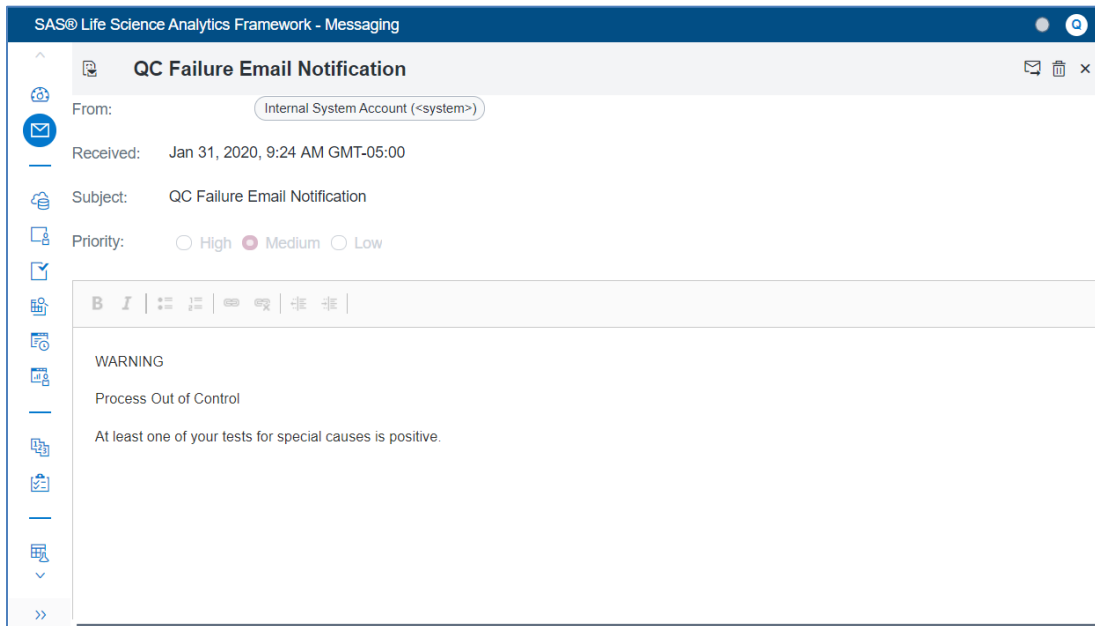 SAS® Life Science Analytics Framework - Messaging
Q
QC Failure Email Notification
From: Internal System Account (<system>)
Received: Jan 31, 2020, 9:24 AM GMT-05:00
Subject: QC Failure Email Notification
Priority: High Medium Low
B I
WARNING
Process Out of Control
At least one of your tests for special causes is positive.